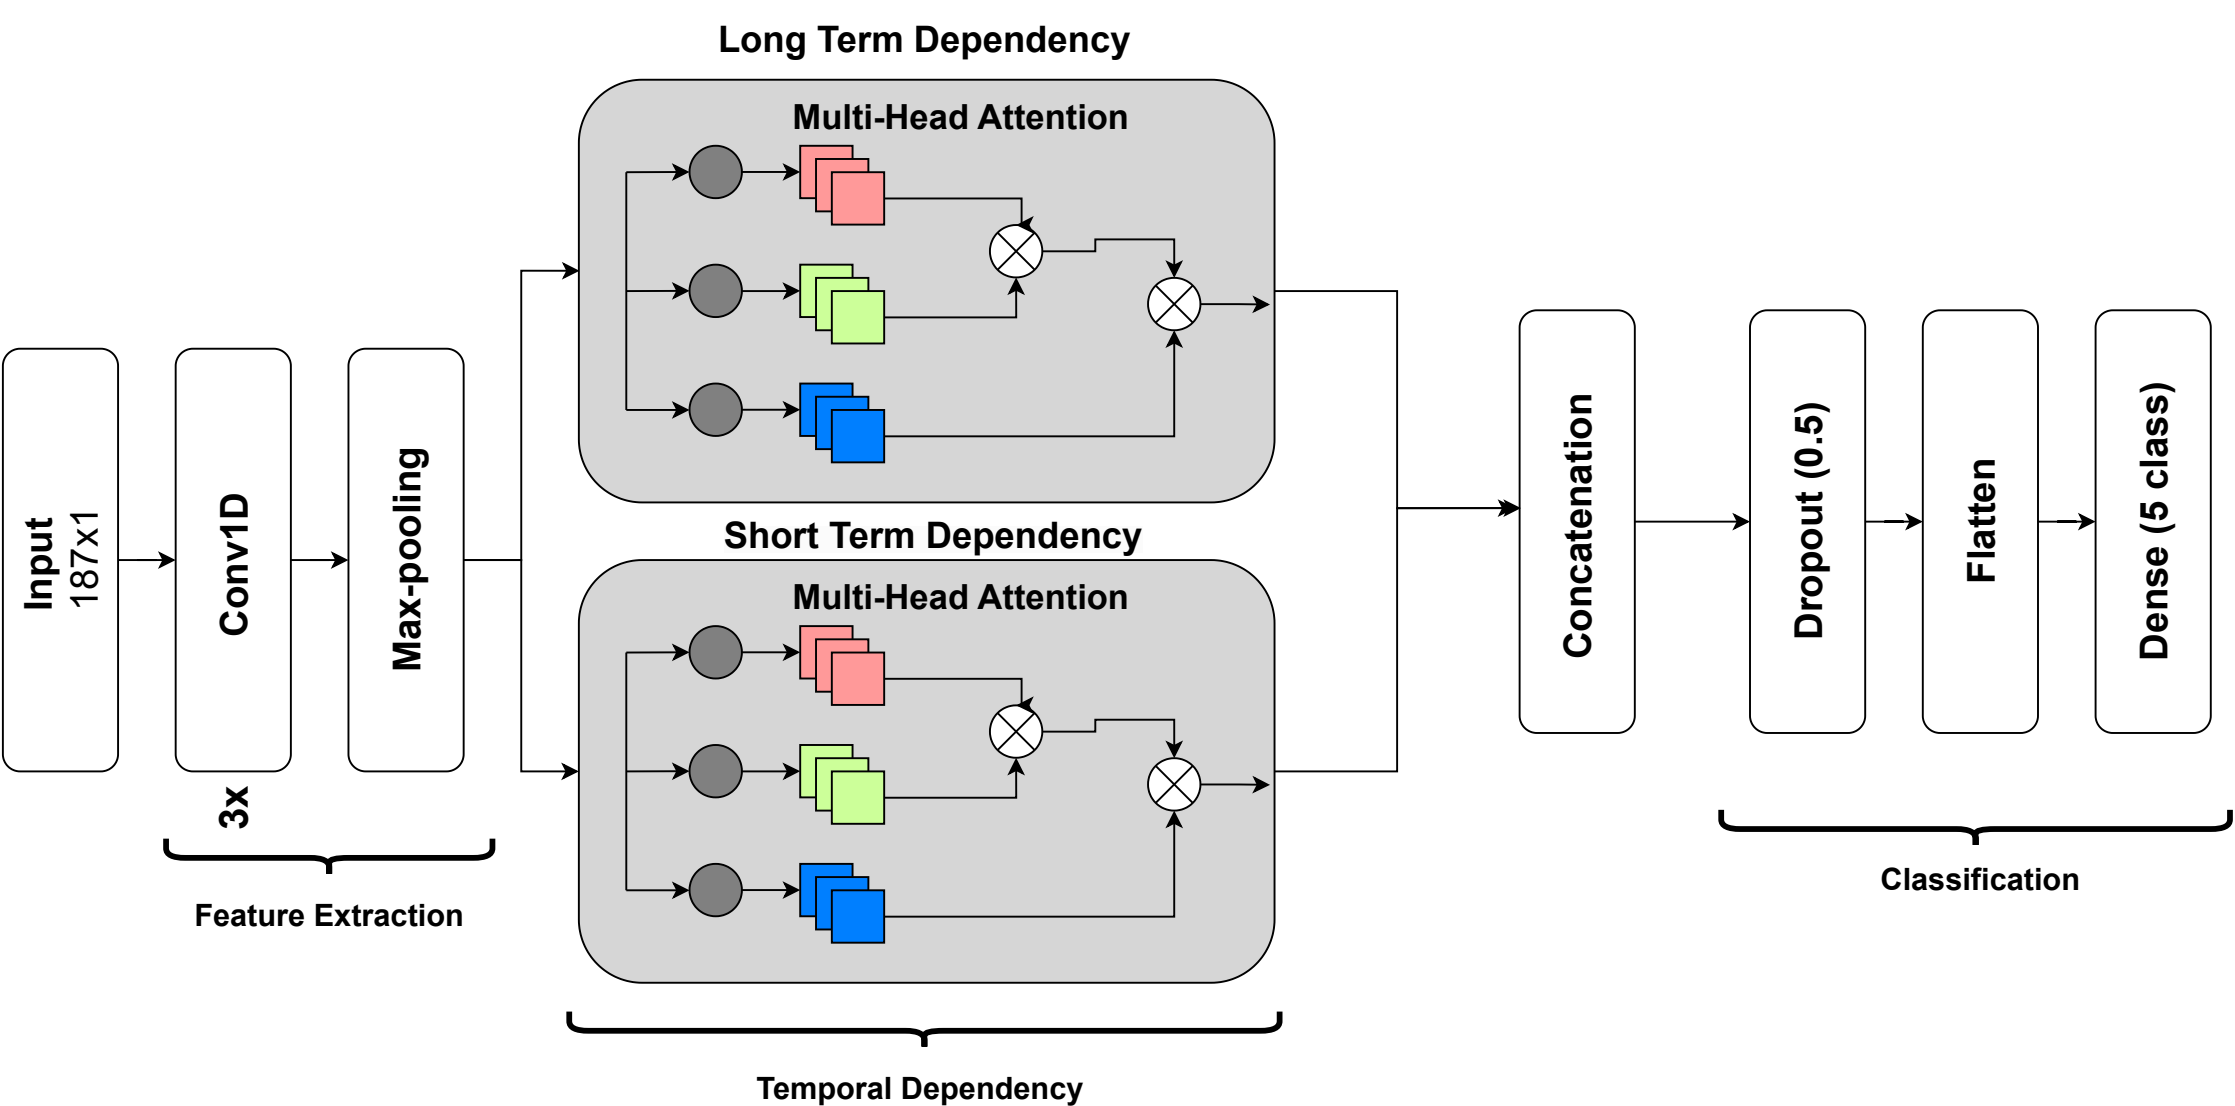 Input
187x1
Conv1D
3x
Max-pooling
Feature Extraction
Long Term Dependency
Multi-Head Attention
Short Term Dependency
Multi-Head Attention
Temporal Dependency
Concatenation
Dropout (0.5)
Flatten
Dense (5 class)
Classification